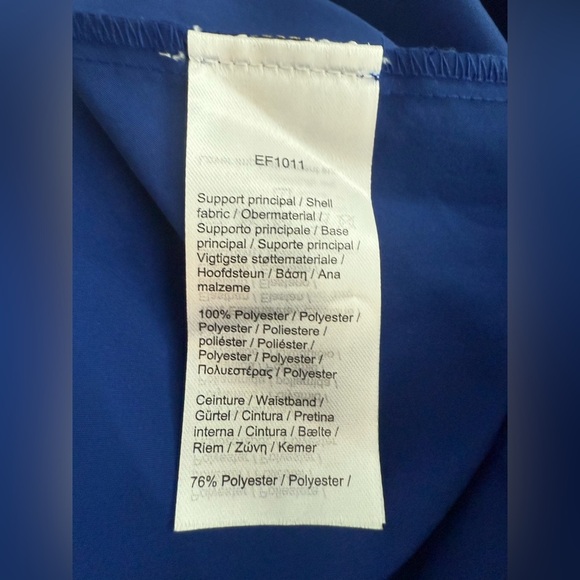 EF1011
Support principal / Shell
fabric / Obermaterial /
Supporto principale / Base
principal / Suporte principal /
Vigtigste støttemateriale /
Hoofdsteun / Βάση / Ana
malzeme
100% Polyester / Polyester /
Polyester / Poliestere /
poliéster / Poliéster /
Polyester / Polyester /
Πολυεστέρας / Polyester
Ceinture / Waistband /
Gürtel / Cintura / Pretina
interna / Cintura / Bælte /
Riem / Ζώνη / Kemer
76% Polyester / Polyester /